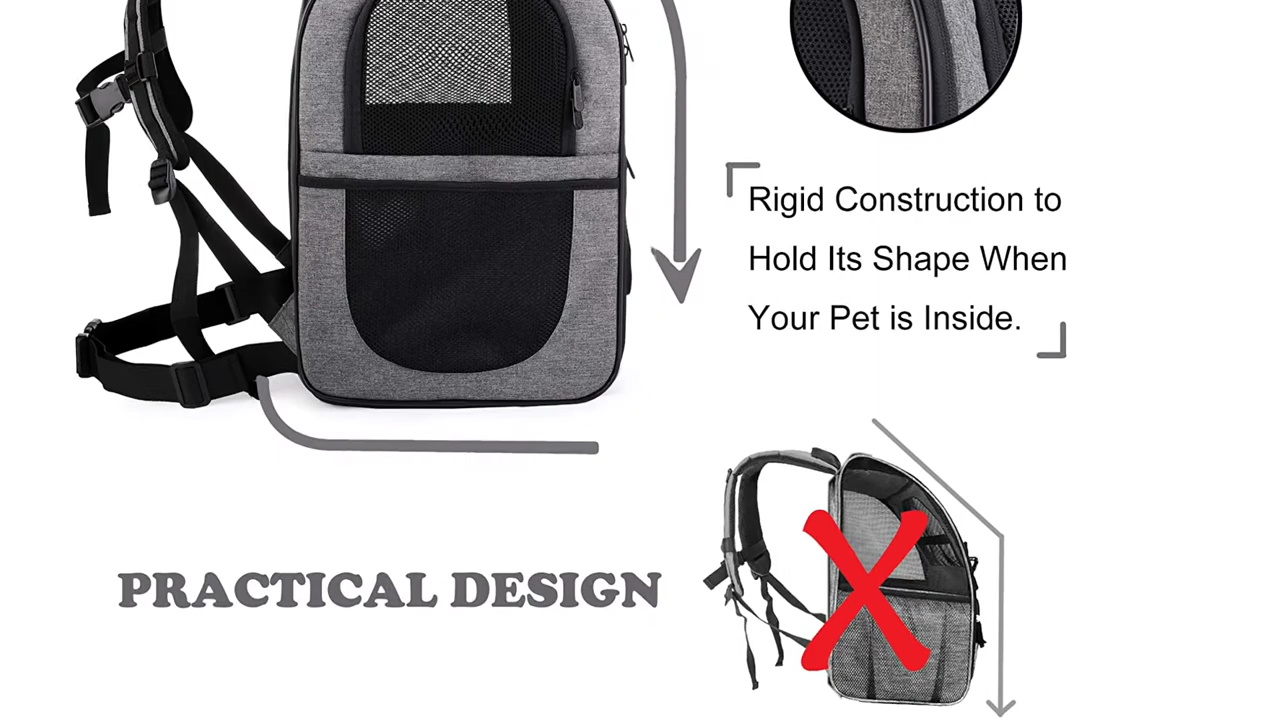 Rigid Construction to
Hold Its Shape When
Your Pet is Inside.
PRACTICAL DESIGN